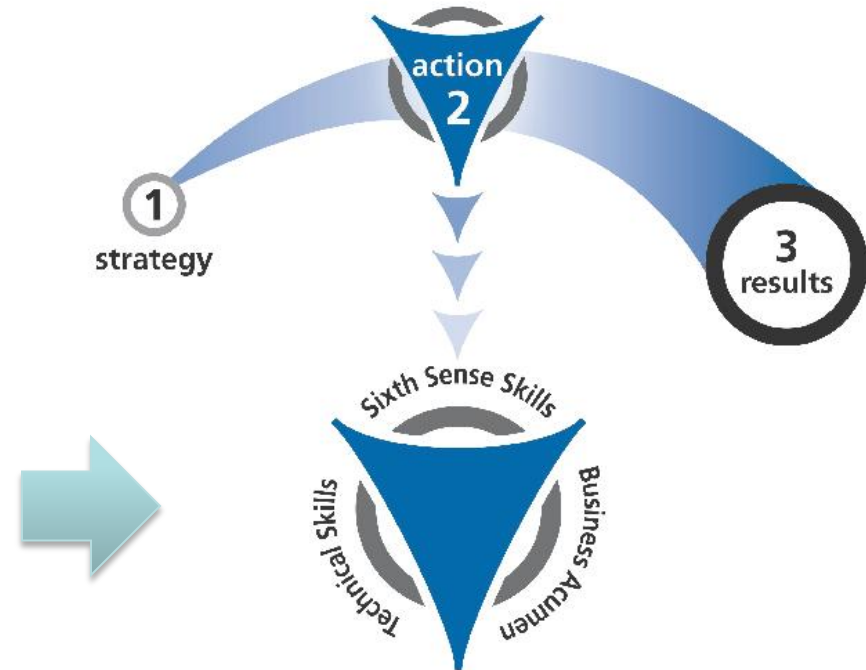 action
2
1
strategy
3
results
Sixth Sense Skills
Technical Skills
Business Acumen